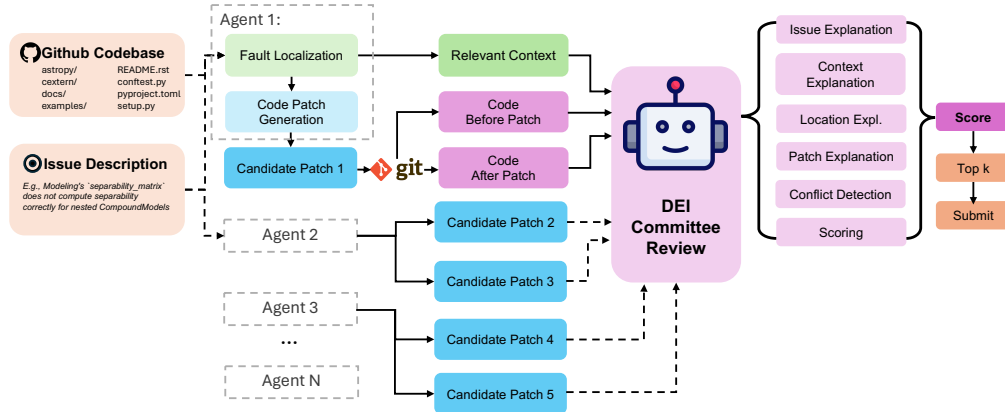 Github Codebase
astropy/
cextern/
docs/
examples/
README.rst
conftest.py
pyproject.toml
setup.py
Issue Description
E.g., Modeling's `separability_matrix`
does not compute separability
correctly for nested CompoundModels
Agent 1:
Fault Localization
Code Patch
Generation
Candidate Patch 1
git
Relevant Context
Code
Before Patch
Code
After Patch
Agent 2
Candidate Patch 2
Candidate Patch 3
Agent 3
...
Candidate Patch 4
Agent N
Candidate Patch 5
DEI
Committee
Review
Issue Explanation
Context
Explanation
Location Expl.
Patch Explanation
Conflict Detection
Scoring
Score
Top k
Submit